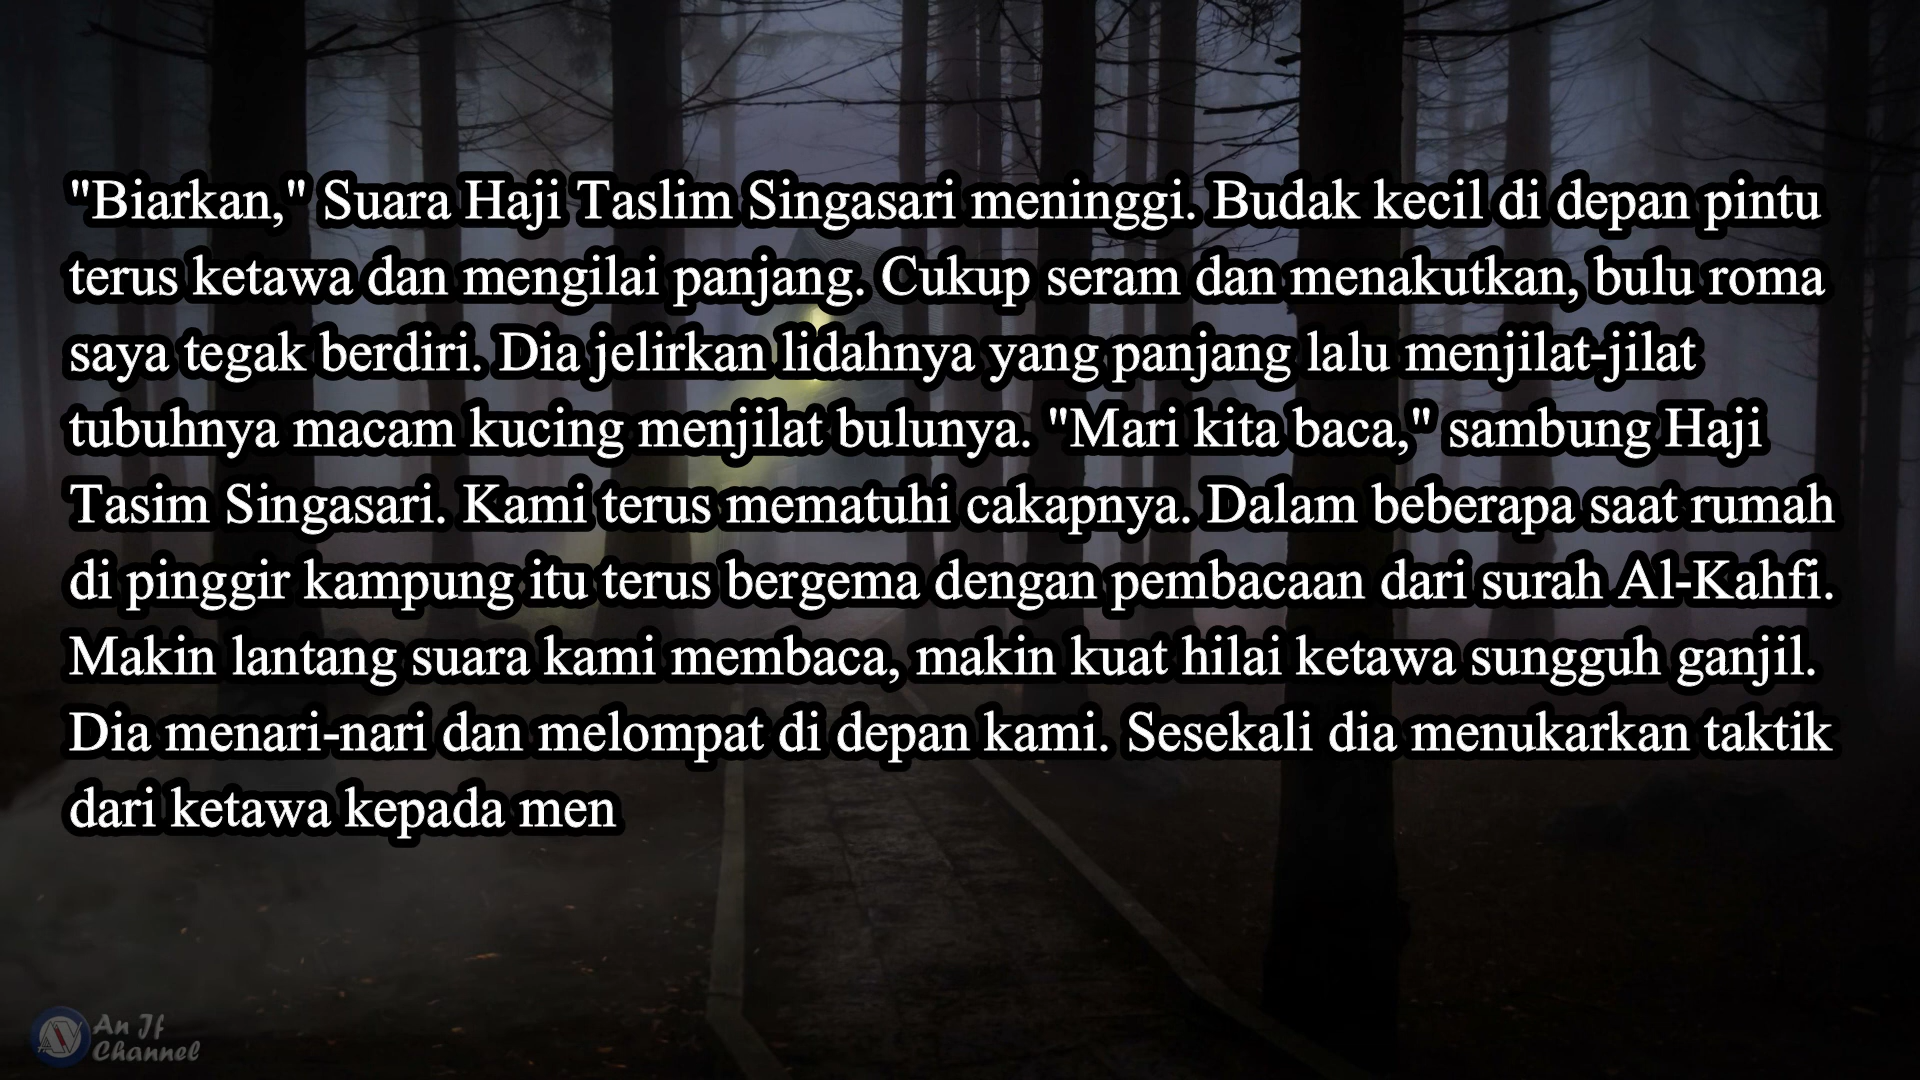 "Biarkan," Suara Haji Taslim Singasari meninggi. Budak kecil di depan pintu
terus ketawa dan mengilai panjang. Cukup seram dan menakutkan, bulu roma
saya tegak berdiri. Dia jelirkan lidahnya yang panjang lalu menjilat-jilat
tubuhnya macam kucing menjilat bulunya. "Mari kita baca," sambung Haji
Tasim Singasari. Kami terus mematuhi cakapnya. Dalam beberapa saat rumah
di pinggir kampung itu terus bergema dengan pembacaan dari surah Al-Kahfi.
Makin lantang suara kami membaca, makin kuat hilai ketawa sungguh ganjil.
Dia menari-nari dan melompat di depan kami. Sesekali dia menukarkan taktik
dari ketawa kepada men
An If
Channel